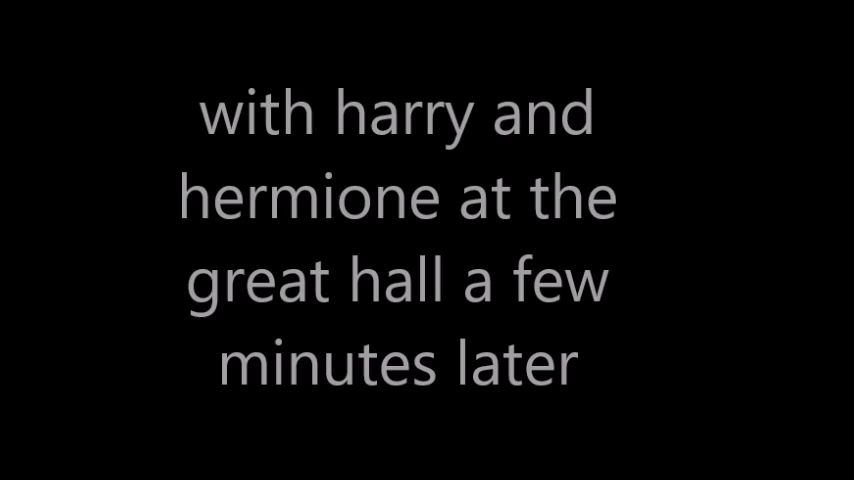 with harry and
hermione at the
great hall a few
minutes later